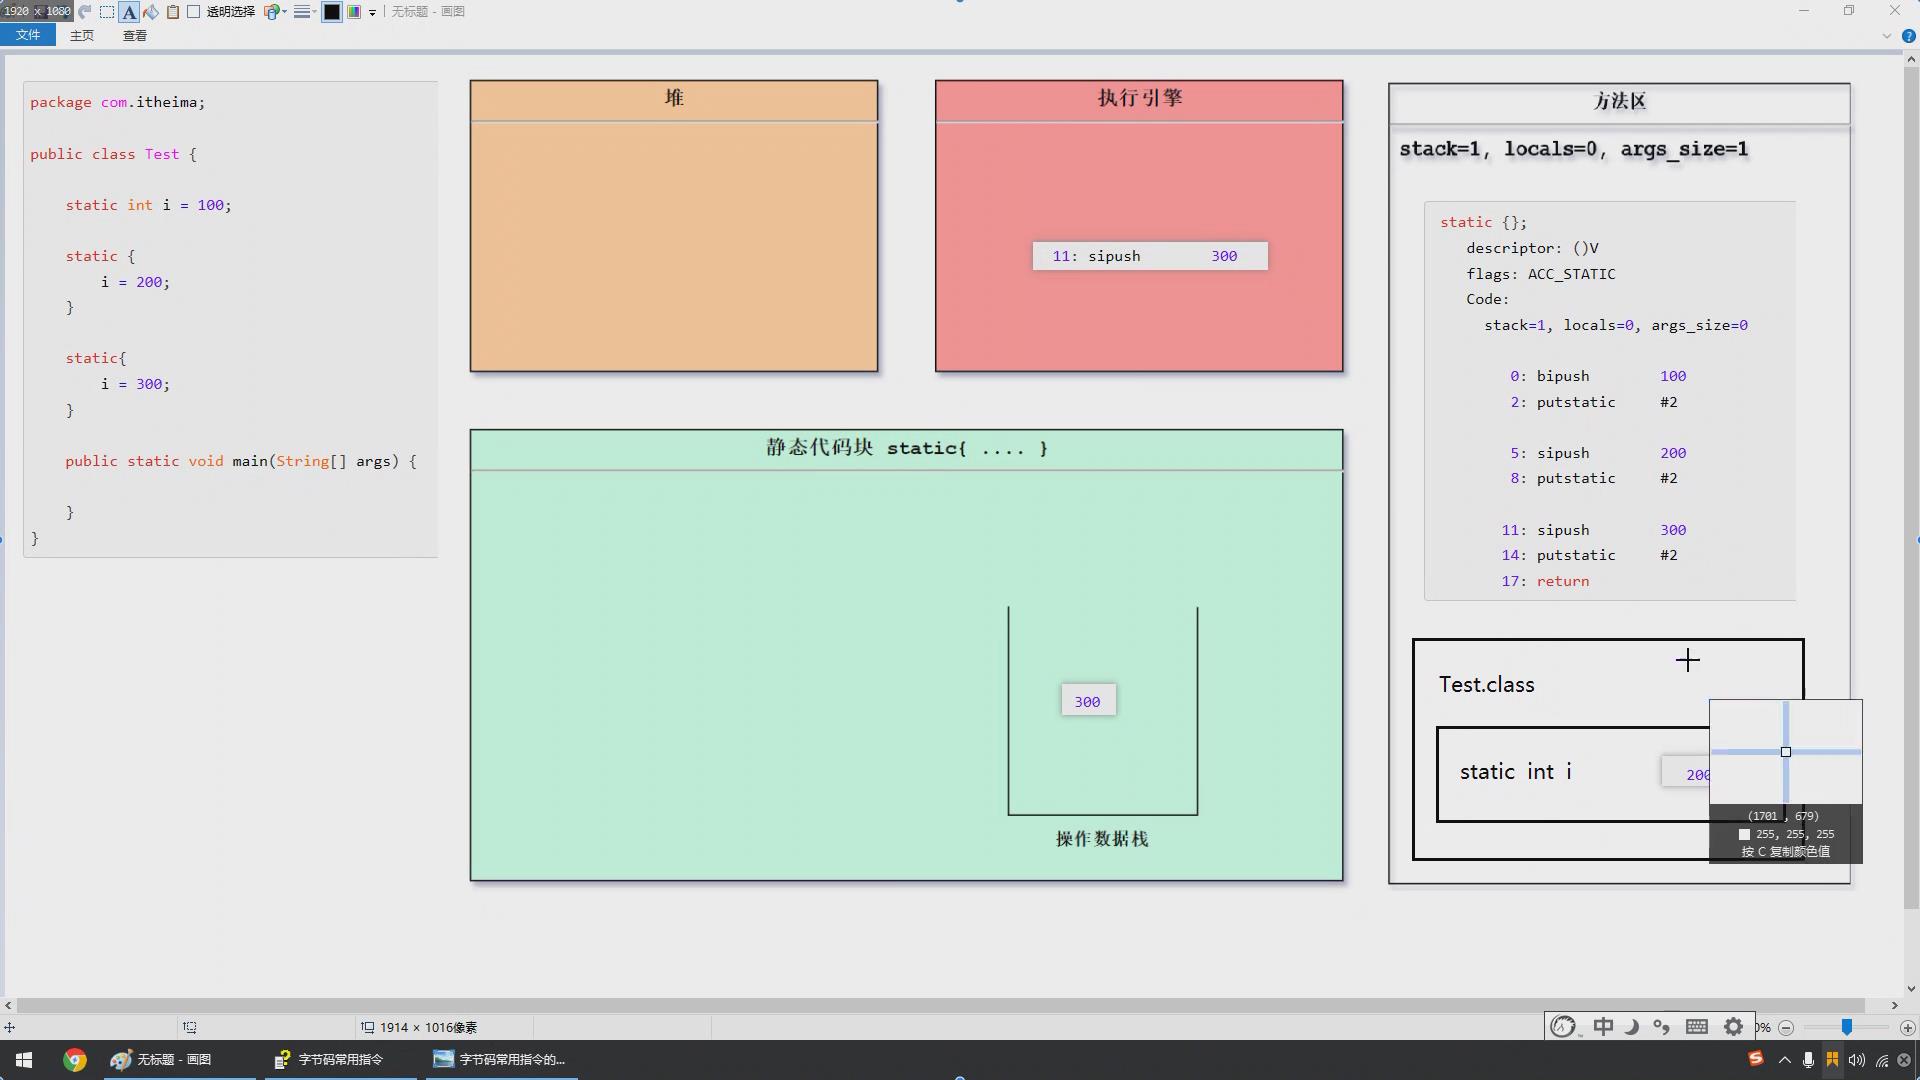 1920 x 1080
透明选择
无标题 - 画图
文件 主页 查看
package com.itheima;
public class Test {
static int i = 100;
static {
i = 200;
}
static{
i = 300;
}
public static void main(String[] args) {
}
}
堆
执行引擎
11: sipush 300
静态代码块 static{ .... }
300
操作数据栈
方法区
stack=1, locals=0, args_size=1
static {};
descriptor: ()V
flags: ACC_STATIC
Code:
stack=1, locals=0, args_size=0
0: bipush 100
2: putstatic #2
5: sipush 200
8: putstatic #2
11: sipush 300
14: putstatic #2
17: return
Test.class
static int i
200
(1701 , 679)
255, 255, 255
按 C 复制颜色值
1914 × 1016像素
中
0%
无标题 - 画图
字节码常用指令
字节码常用指令的...